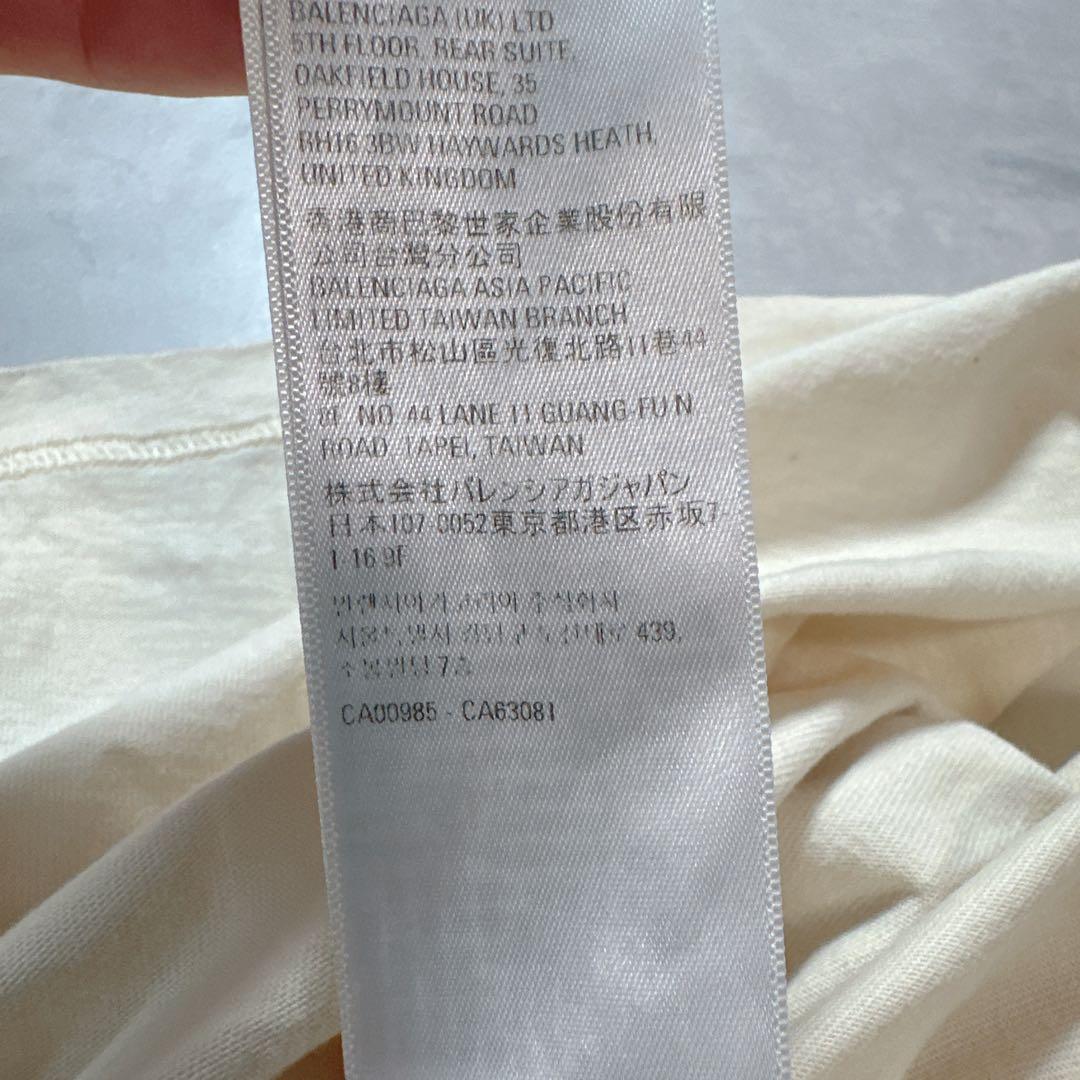 BALENCIAGA (UK) LTD
5TH FLOOR, REAR SUITE,
OAKFIELD HOUSE, 35
PERRYMOUNT ROAD
RH16 3BW HAYWARDS HEATH,
UNITED KINGDOM
香港商巴黎世家企業股份有限
公司台灣分公司
BALENCIAGA ASIA PACIFIC
LIMITED TAIWAN BRANCH
台北市松山區光復北路11巷44
號8樓
8F, NO. 44 LANE 11 GUANG-FU N
ROAD, TAPEI, TAIWAN
株式会社バレンシアガジャパン
日本107-0052東京都港区赤坂7-
1-16 9F
439,
7층
CA00985 - CA63081